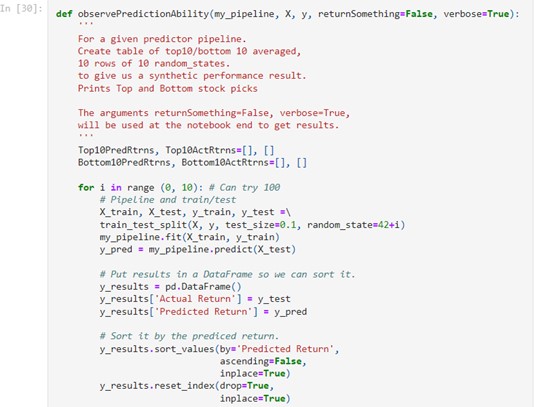 In [30]:
def observePredictionAbility(my_pipeline, X, y, returnSomething=False, verbose=True):
    '''
    For a given predictor pipeline.
    Create table of top10/bottom 10 averaged,
    10 rows of 10 random_states.
    to give us a synthetic performance result.
    Prints Top and Bottom stock picks

    The arguments returnSomething=False, verbose=True,
    will be used at the notebook end to get results.
    '''
    Top10PredRtrns, Top10ActRtrns=[], []
    Bottom10PredRtrns, Bottom10ActRtrns=[], []

    for i in range (0, 10): # Can try 100
        # Pipeline and train/test
        X_train, X_test, y_train, y_test =\
        train_test_split(X, y, test_size=0.1, random_state=42+i)
        my_pipeline.fit(X_train, y_train)
        y_pred = my_pipeline.predict(X_test)

        # Put results in a DataFrame so we can sort it.
        y_results = pd.DataFrame()
        y_results['Actual Return'] = y_test
        y_results['Predicted Return'] = y_pred

        # Sort it by the prediced return.
        y_results.sort_values(by='Predicted Return',
                              ascending=False,
                              inplace=True)
        y_results.reset_index(drop=True,
                              inplace=True)